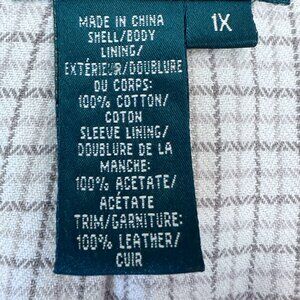 MADE IN CHINA
1X
SHELL/BODY
LINING/
EXTÉRIEUR/DOUBLURE
DU CORPS:
100% COTTON/
COTON
SLEEVE LINING/
DOUBLURE DE LA
MANCHE:
100% ACETATE/
ACÉTATE
TRIM/GARNITURE:
100% LEATHER/
CUIR